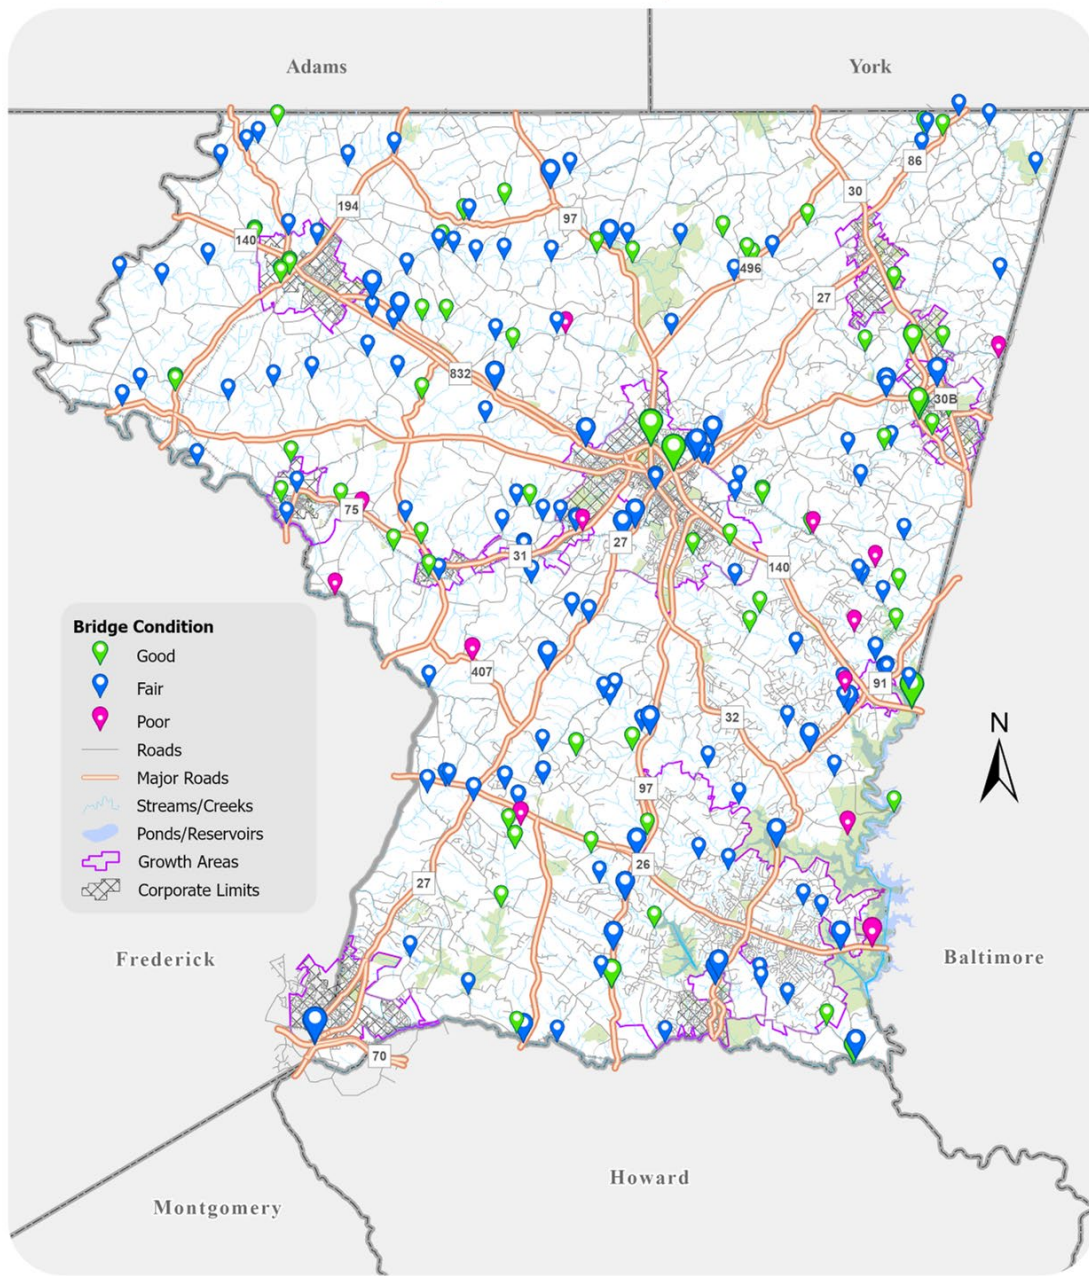 Adams
York
86
30
194
97
140
496
27
832
30B
75
27
31
140
Bridge Condition
Good
Fair
Poor
Roads
Major Roads
Streams/Creeks
Ponds/Reservoirs
Growth Areas
Corporate Limits
407
91
32
N
97
26
27
Frederick
Baltimore
70
Howard
Montgomery